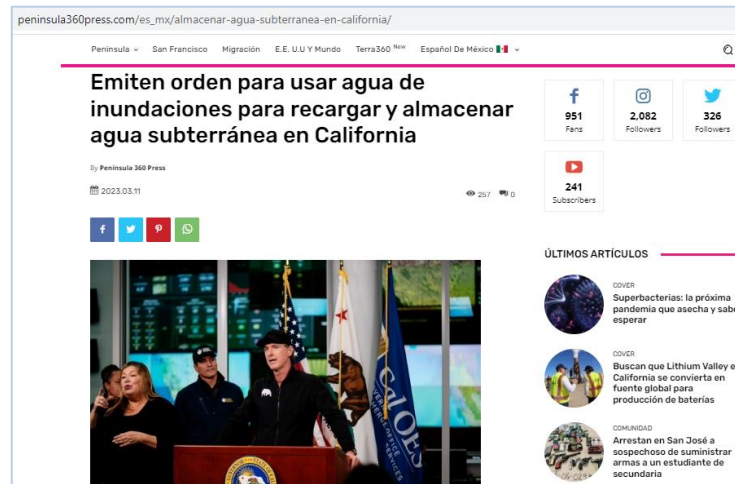 peninsula360press.com/es_mx/almacenar-agua-subterranea-en-california/
Peninsula San Francisco Migración E.E. U.U Y Mundo Terra360 New Español De México
Emiten orden para usar agua de
inundaciones para recargar y almacenar
agua subterránea en California
By Península 360 Press
2023.03.11
257 0
951
Fans
2,082
Followers
326
Followers
241
Subscribers
ÚLTIMOS ARTÍCULOS
COVER
Superbacterias: la próxima
pandemia que asecha y sabe
esperar
COVER
Buscan que Lithium Valley e
California se convierta en
fuente global para
producción de baterías
COMUNIDAD
Arrestan en San José a
sospechoso de suministrar
armas a un estudiante de
secundaria
CalOES